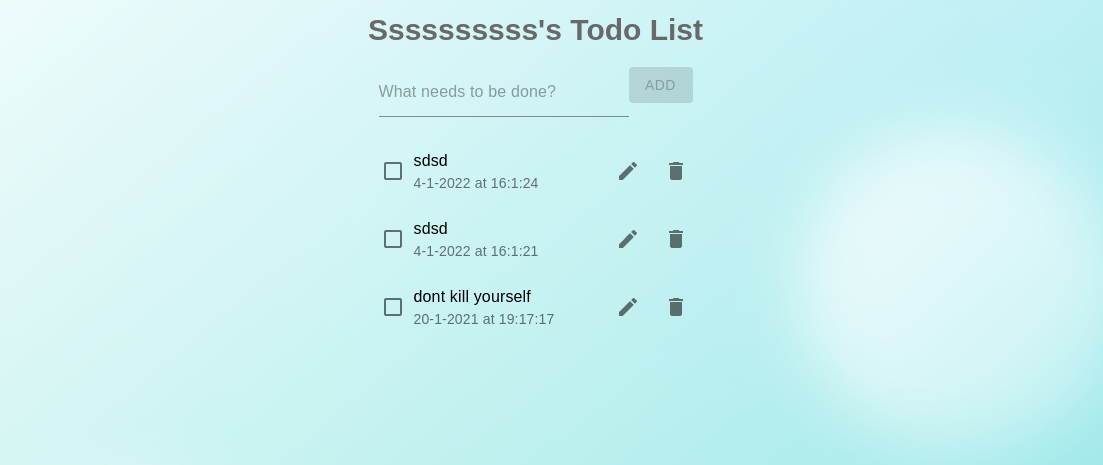 Ssssssssss's Todo List
What needs to be done?
ADD
sdsd
4-1-2022 at 16:1:24
sdsd
4-1-2022 at 16:1:21
dont kill yourself
20-1-2021 at 19:17:17